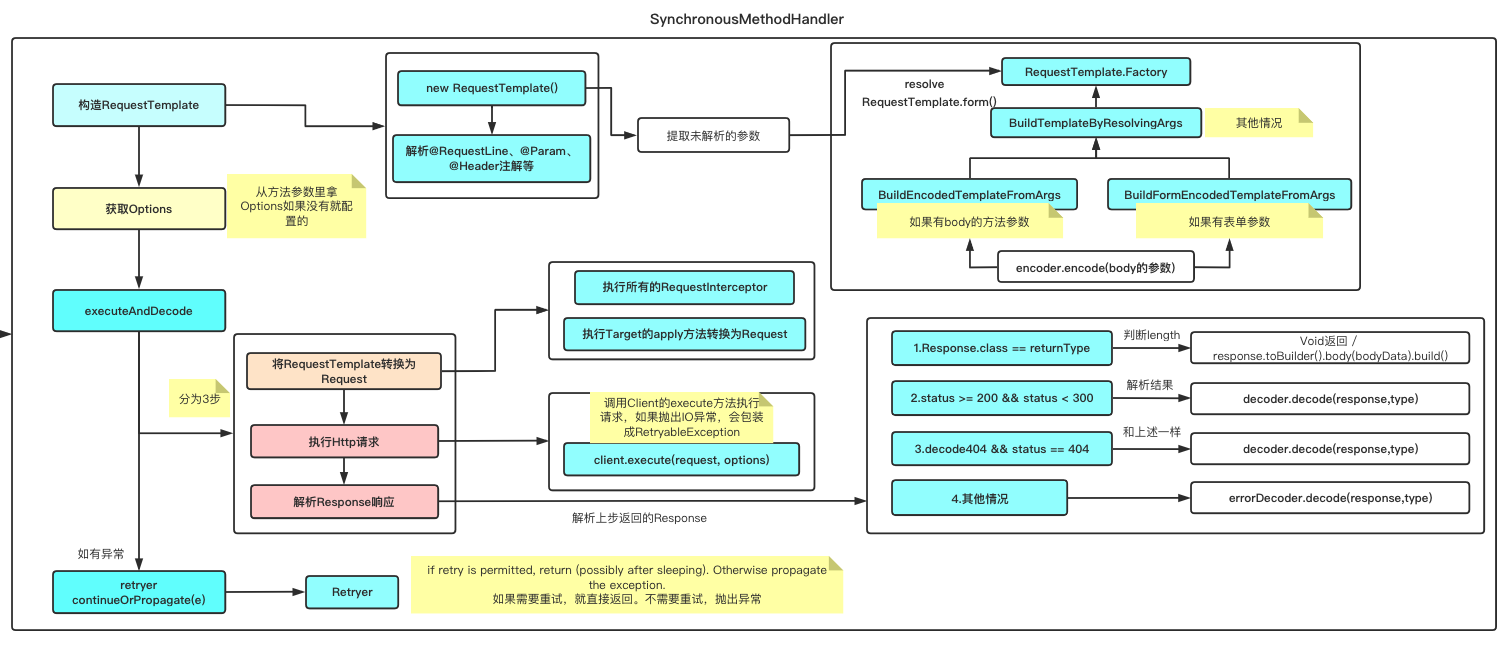 SynchronousMethodHandler
构造RequestTemplate
new RequestTemplate()
解析@RequestLine、@Param、
@Header注解等
提取未解析的参数
resolve
RequestTemplate.form()
RequestTemplate.Factory
BuildTemplateByResolvingArgs
其他情况
BuildEncodedTemplateFromArgs
如果有body的方法参数
BuildFormEncodedTemplateFromArgs
如果有表单参数
encoder.encode(body的参数)
获取Options
从方法参数里拿
Options如果没有就配
置的
executeAndDecode
分为3步
将RequestTemplate转换为
Request
执行Http请求
解析Response响应
执行所有的RequestInterceptor
执行Target的apply方法转换为Request
调用Client的execute方法执行
请求，如果抛出IO异常，会包装
成RetryableException
client.execute(request, options)
解析上步返回的Response
1.Response.class == returnType
判断length
Void返回 /
response.toBuilder().body(bodyData).build()
2.status >= 200 && status < 300
解析结果
decoder.decode(response,type)
3.decode404 && status == 404
和上述一样
decoder.decode(response,type)
4.其他情况
errorDecoder.decode(response,type)
如有异常
retryer
continueOrPropagate(e)
Retryer
if retry is permitted, return (possibly after sleeping). Otherwise propagate
the exception.
如果需要重试，就直接返回。不需要重试，抛出异常